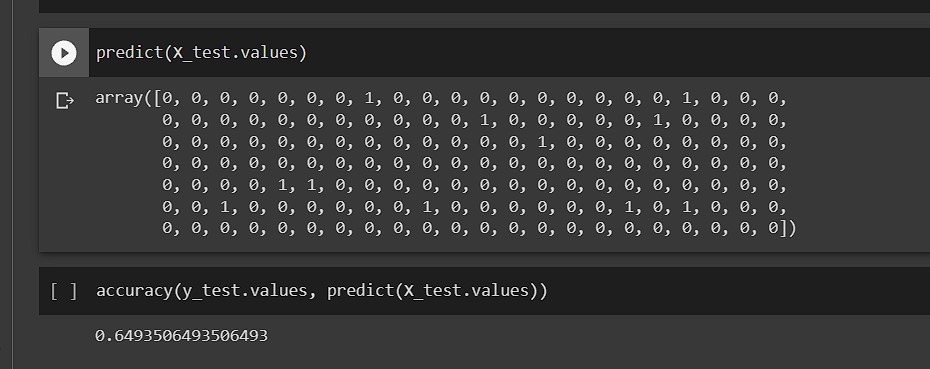 predict(X_test.values)
array([0, 0, 0, 0, 0, 0, 0, 1, 0, 0, 0, 0, 0, 0, 0, 0, 0, 0, 1, 0, 0, 0,
0, 0, 0, 0, 0, 0, 0, 0, 0, 0, 0, 1, 0, 0, 0, 0, 0, 1, 0, 0, 0, 0,
0, 0, 0, 0, 0, 0, 0, 0, 0, 0, 0, 0, 0, 1, 0, 0, 0, 0, 0, 0, 0, 0,
0, 0, 0, 0, 0, 0, 0, 0, 0, 0, 0, 0, 0, 0, 0, 0, 0, 0, 0, 0, 0, 0,
0, 0, 0, 0, 1, 1, 0, 0, 0, 0, 0, 0, 0, 0, 0, 0, 0, 0, 0, 0, 0, 0,
0, 0, 1, 0, 0, 0, 0, 0, 0, 1, 0, 0, 0, 0, 0, 0, 1, 0, 1, 0, 0, 0,
0, 0, 0, 0, 0, 0, 0, 0, 0, 0, 0, 0, 0, 0, 0, 0, 0, 0, 0, 0, 0, 0])
[ ] accuracy(y_test.values, predict(X_test.values))
0.6493506493506493